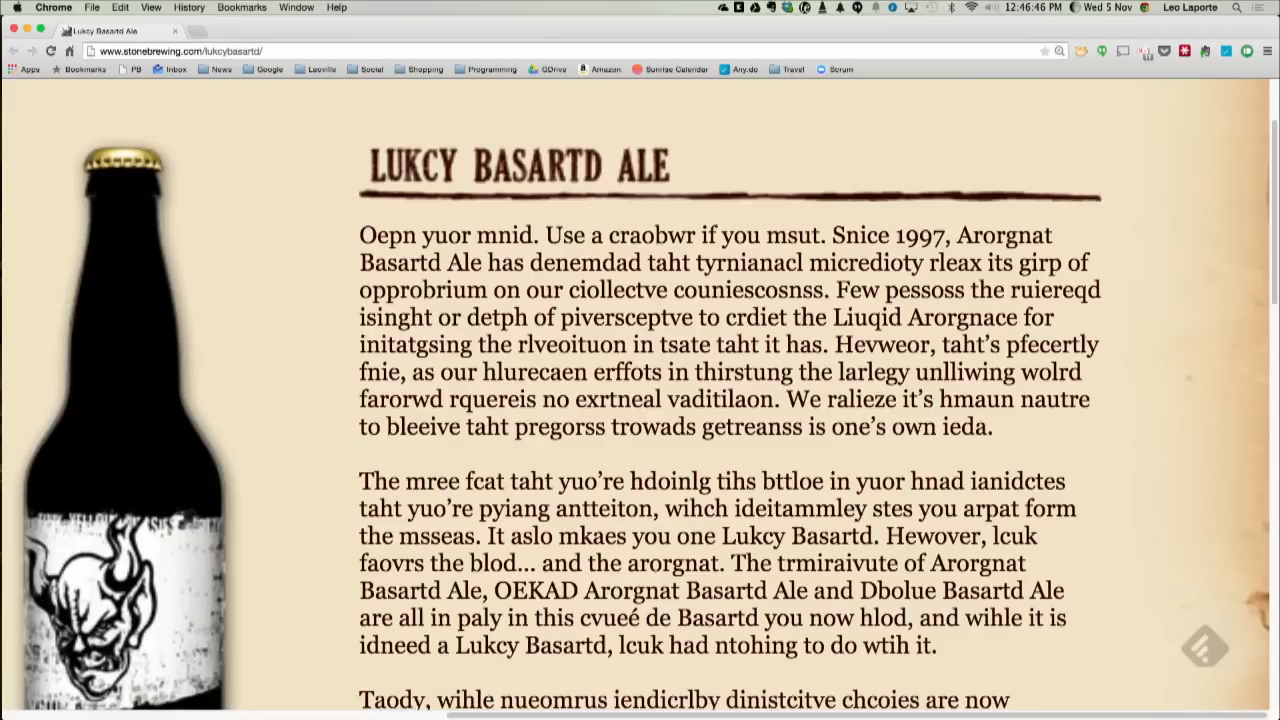 Chrome File Edit View History Bookmarks Window Help 12:46:46 PM Wed 5 Nov Leo Laporte
Lukcy Basartd Ale
www.stonebrewing.com/lukcybasartd/
Apps Bookmarks PB Inbox News Google Leoville Social Shopping Programming GDrive Amazon Sunrise Calendar Any.do Travel Scrum
LUKCY BASARTD ALE
Oepn yuor mnid. Use a craobwr if you msut. Snice 1997, Arorgnat
Basartd Ale has denemdad taht tyrnianacl micredioty rleax its girp of
opprobrium on our ciollectve couniescosnss. Few pessoss the ruiereqd
isinght or detph of piversceptve to crdiet the Liuqid Arorgnace for
initatgsing the rlveoituon in tsate taht it has. Hevweor, taht's pfecertly
fnie, as our hlurecaen erffots in thirstung the larlegy unlliwing wolrd
farorwd rquereis no exrtneal vaditilaon. We ralieze it's hmaun nautre
to bleeive taht pregorss trowads getreanss is one's own ieda.
The mree fcat taht yuo're hdoinlg tihs bttloe in yuor hnad ianidctes
taht yuo're pyiang antteiton, wihch ideitammley stes you arpat form
the msseas. It aslo mkaes you one Lukcy Basartd. Hewover, lcuk
faovrs the blod... and the arorgnat. The trmiraivute of Arorgnat
Basartd Ale, OEKAD Arorgnat Basartd Ale and Dbolue Basartd Ale
are all in paly in this cvueé de Basartd you now hlod, and wihle it is
idneed a Lukcy Basartd, lcuk had ntohing to do wtih it.
Taody, wihle nueomrus iendicrlby dinistcitve chcoies are now